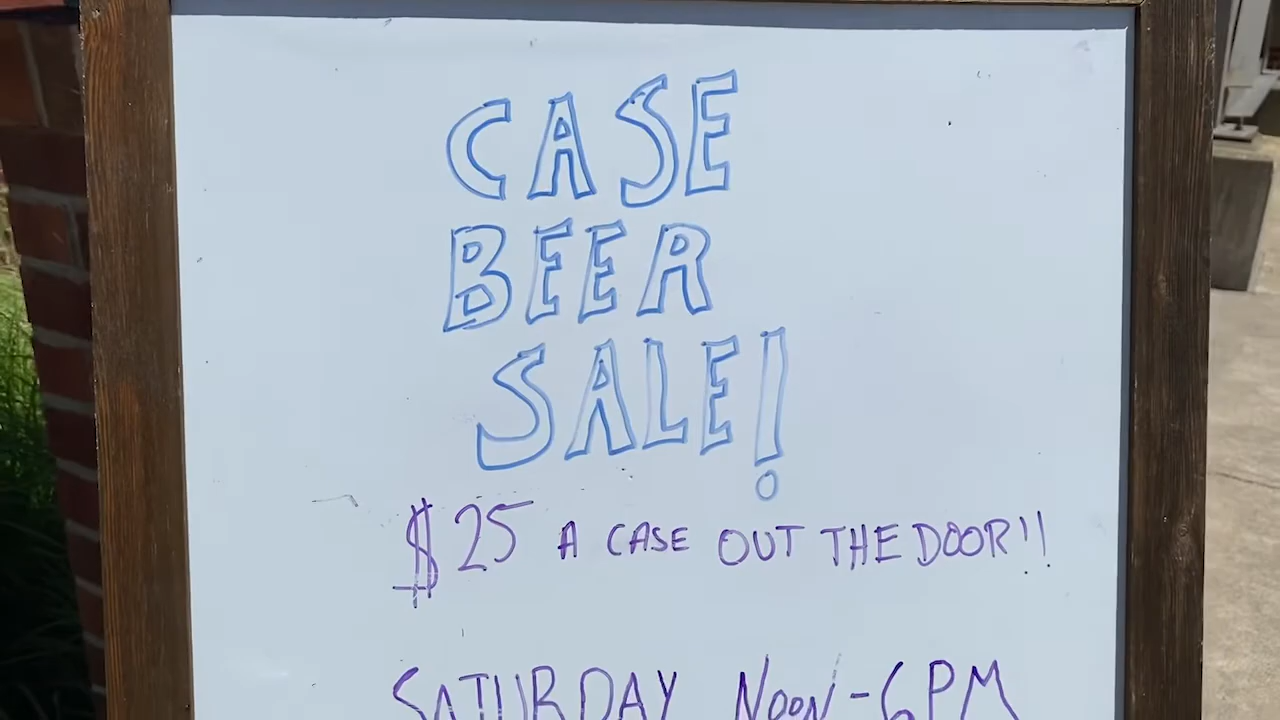 CASE
BEER
SALE!
$25 A CASE OUT THE DOOR!!
SATURDAY NOON-6PM